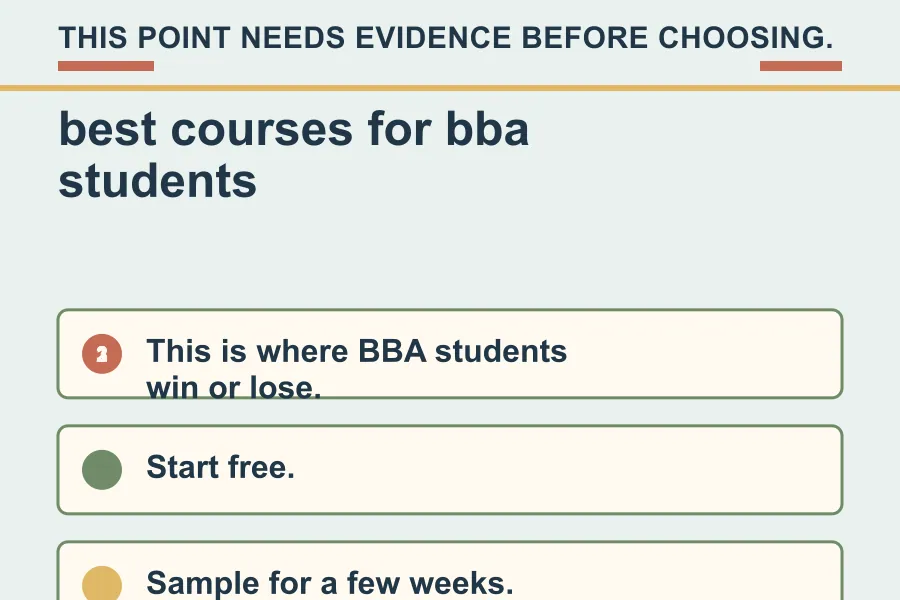 THIS POINT NEEDS EVIDENCE BEFORE CHOOSING.
best courses for bba
students
This is where BBA students
win or lose.
Start free.
Sample for a few weeks.